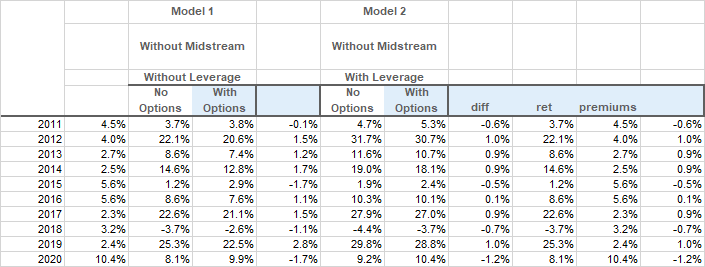 Model 1 Model 2
Without Midstream Without Midstream
Without Leverage With Leverage
No With No With
Options Options Options Options diff ret premiums
2011 4.5% 3.7% 3.8% -0.1% 4.7% 5.3% -0.6% 3.7% 4.5% -0.6%
2012 4.0% 22.1% 20.6% 1.5% 31.7% 30.7% 1.0% 22.1% 4.0% 1.0%
2013 2.7% 8.6% 7.4% 1.2% 11.6% 10.7% 0.9% 8.6% 2.7% 0.9%
2014 2.5% 14.6% 12.8% 1.7% 19.0% 18.1% 0.9% 14.6% 2.5% 0.9%
2015 5.6% 1.2% 2.9% -1.7% 1.9% 2.4% -0.5% 1.2% 5.6% -0.5%
2016 5.6% 8.6% 7.6% 1.1% 10.3% 10.1% 0.1% 8.6% 5.6% 0.1%
2017 2.3% 22.6% 21.1% 1.5% 27.9% 27.0% 0.9% 22.6% 2.3% 0.9%
2018 3.2% -3.7% -2.6% -1.1% -4.4% -3.7% -0.7% -3.7% 3.2% -0.7%
2019 2.4% 25.3% 22.5% 2.8% 29.8% 28.8% 1.0% 25.3% 2.4% 1.0%
2020 10.4% 8.1% 9.9% -1.7% 9.2% 10.4% -1.2% 8.1% 10.4% -1.2%